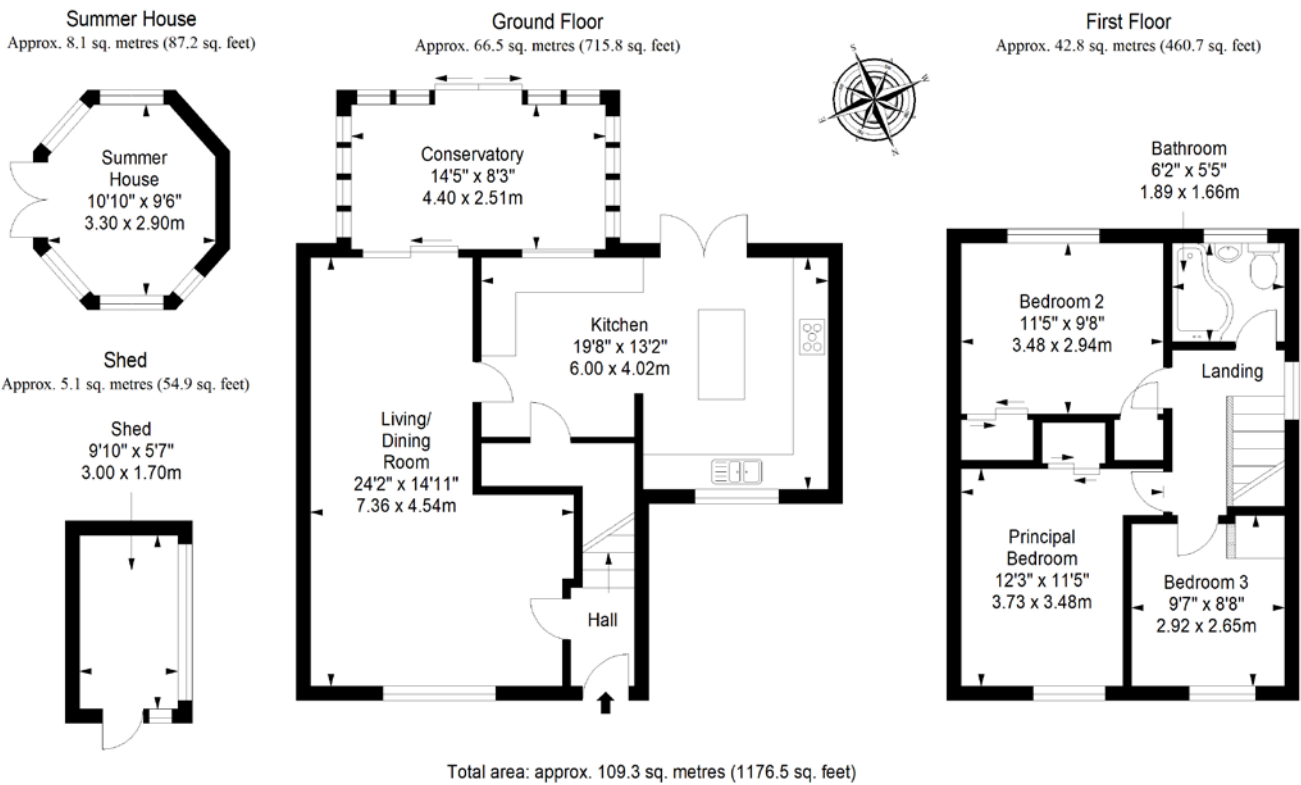 Summer House
Approx. 8.1 sq. metres (87.2 sq. feet)
Summer
House
10'10" x 9'6"
3.30 x 2.90m
Shed
Approx. 5.1 sq. metres (54.9 sq. feet)
Shed
9'10" x 5'7"
3.00 x 1.70m
Ground Floor
Approx. 66.5 sq. metres (715.8 sq. feet)
Conservatory
14'5" x 8'3"
4.40 x 2.51m
Kitchen
19'8" x 13'2"
6.00 x 4.02m
Living/
Dining
Room
24'2" x 14'11"
7.36 x 4.54m
Hall
S
W
E
N
First Floor
Approx. 42.8 sq. metres (460.7 sq. feet)
Bathroom
6'2" x 5'5"
1.89 x 1.66m
Bedroom 2
11'5" x 9'8"
3.48 x 2.94m
Landing
Principal
Bedroom
12'3" x 11'5"
3.73 x 3.48m
Bedroom 3
9'7" x 8'8"
2.92 x 2.65m
Total area: approx. 109.3 sq. metres (1176.5 sq. feet)